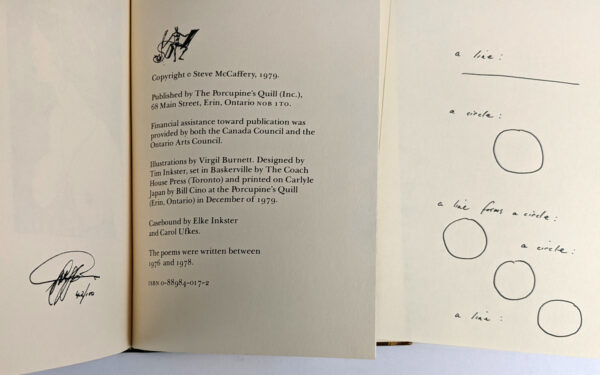 Copyright © Steve McCaffery, 1979.
Published by The Porcupine's Quill (Inc.),
68 Main Street, Erin, Ontario N0B 1T0.
Financial assistance toward publication was
provided by both the Canada Council and the
Ontario Arts Council.
Illustrations by Virgil Burnett. Designed by
Tim Inkster, set in Baskerville by The Coach
House Press (Toronto) and printed on Carlyle
Japan by Bill Cino at the Porcupine's Quill
(Erin, Ontario) in December of 1979.
Casebound by Elke Inkster
and Carol Ufkes.
The poems were written between
1976 and 1978.
ISBN 0-88984-017-2
a line :
a circle :
a line forms a circle :
a circle :
a line :